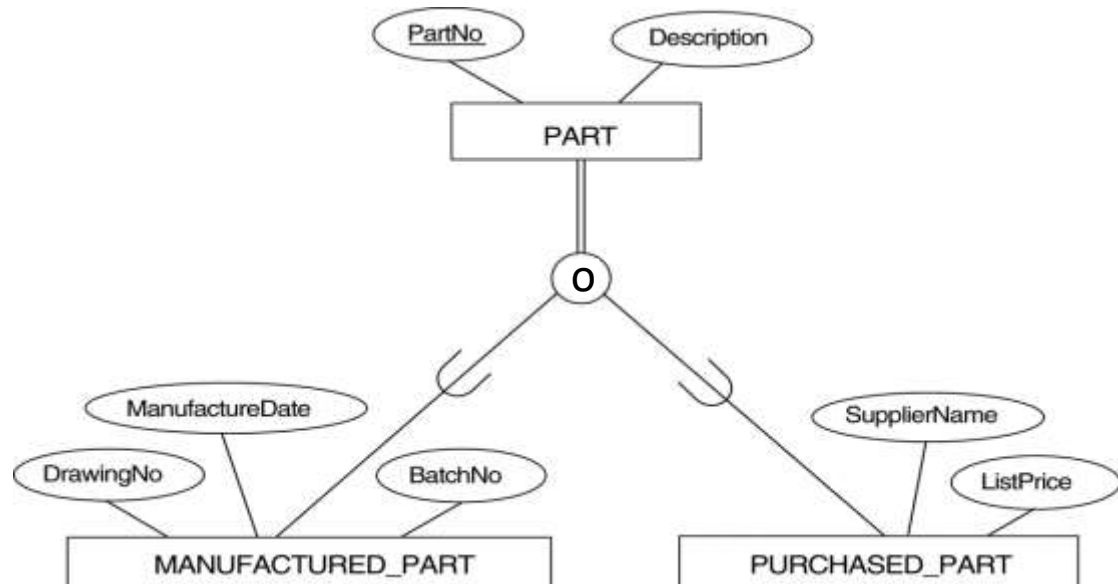 PartNo
Description
PART
o
ManufactureDate
SupplierName
DrawingNo
BatchNo
ListPrice
MANUFACTURED_PART
PURCHASED_PART